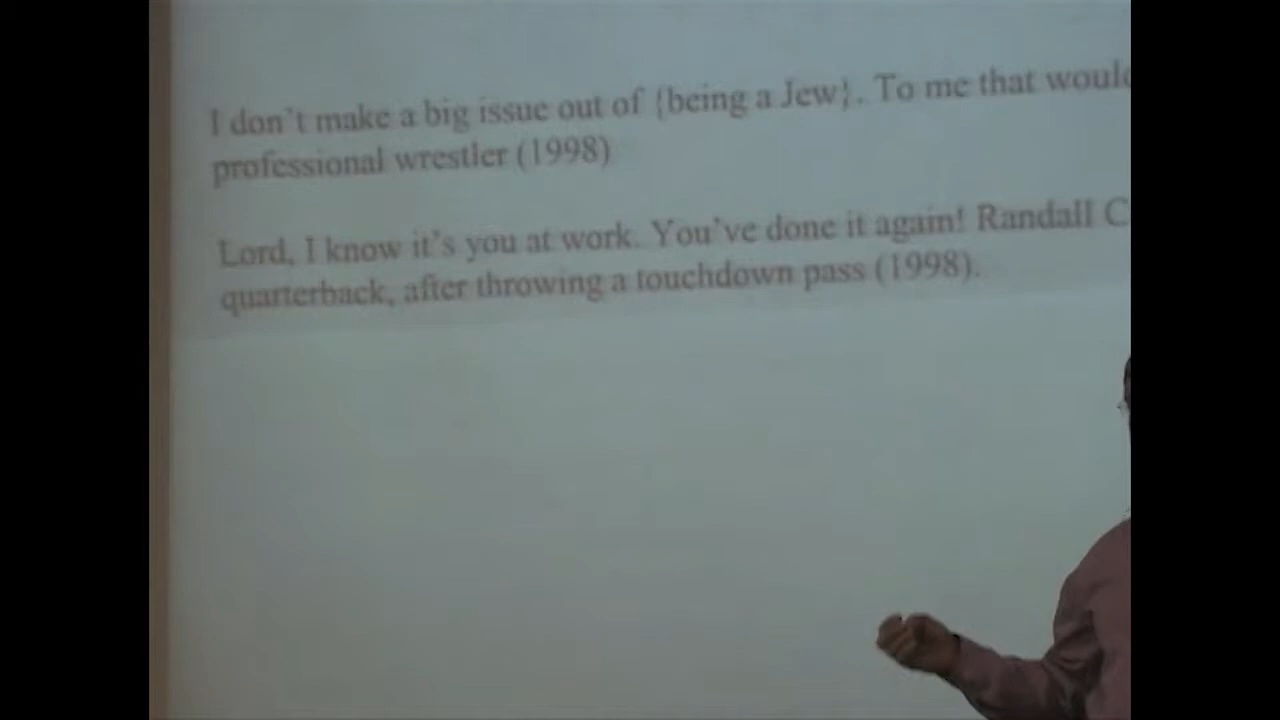 I don't make a big issue out of {being a Jew}. To me that would
professional wrestler (1998)
Lord, I know it's you at work. You've done it again! Randall C
quarterback, after throwing a touchdown pass (1998).